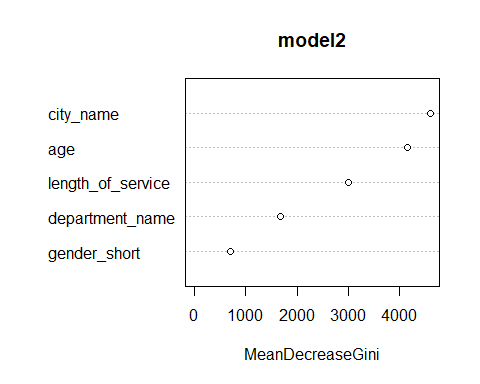 model2
city_name
age
length_of_service
department_name
gender_short
0 1000 2000 3000 4000
MeanDecreaseGini